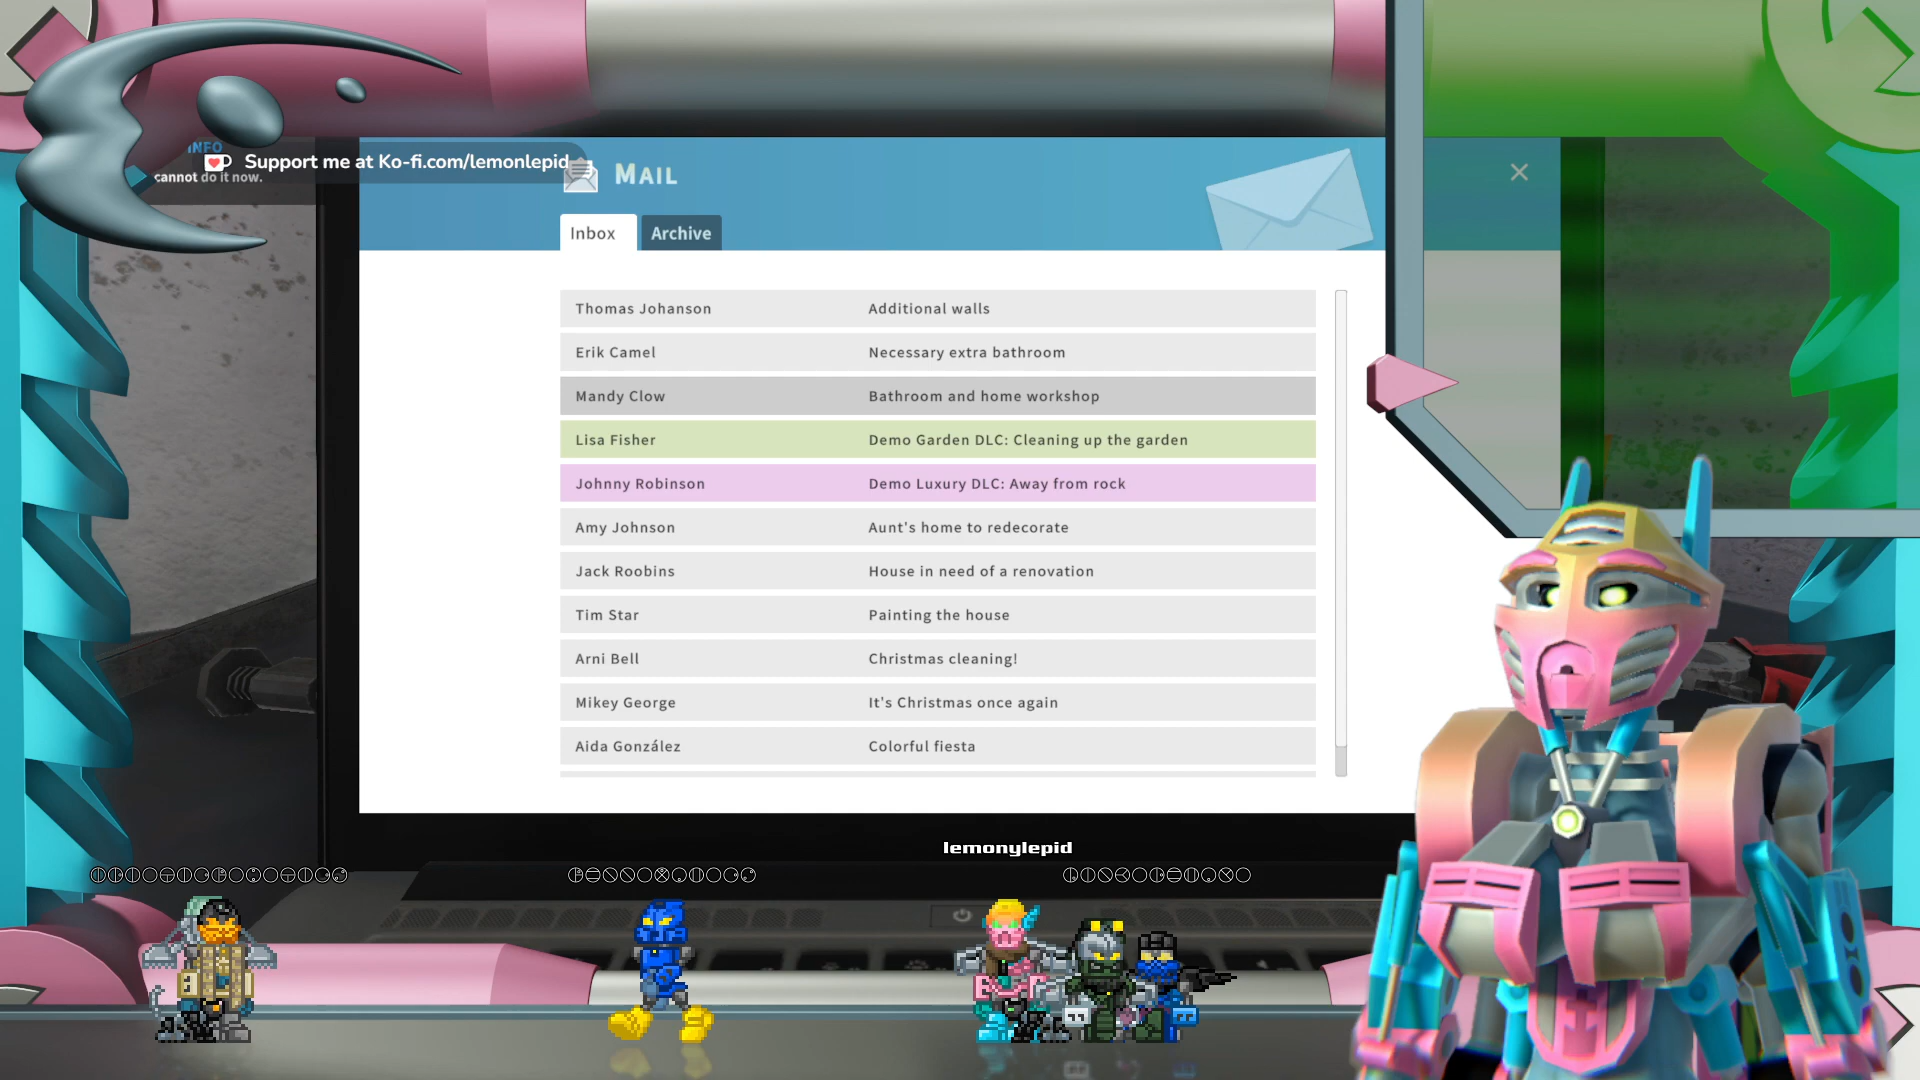 INFO
cannot do it now.
Support me at Ko-fi.com/lemonlepid
MAIL
Inbox
Archive
Thomas Johanson Additional walls
Erik Camel Necessary extra bathroom
Mandy Clow Bathroom and home workshop
Lisa Fisher Demo Garden DLC: Cleaning up the garden
Johnny Robinson Demo Luxury DLC: Away from rock
Amy Johnson Aunt's home to redecorate
Jack Roobins House in need of a renovation
Tim Star Painting the house
Arni Bell Christmas cleaning!
Mikey George It's Christmas once again
Aida González Colorful fiesta
lemonylepid